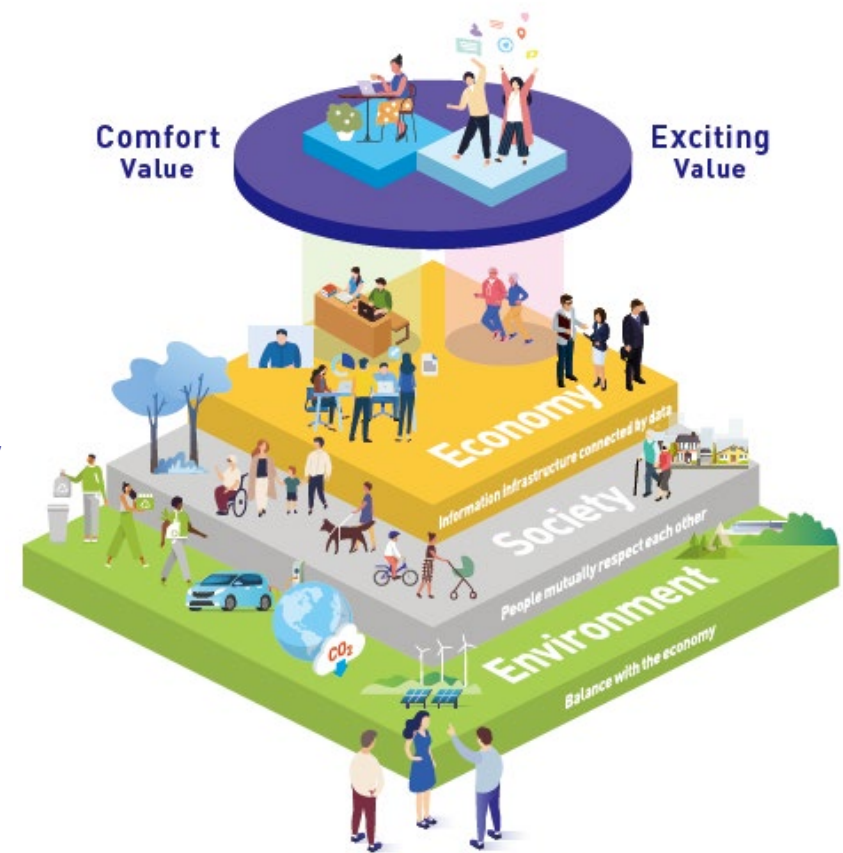 Comfort
Value
Exciting
Value
Economy
Information infrastructure connected by data
Society
People mutually respect each other
Environment
Balance with the economy
CO₂